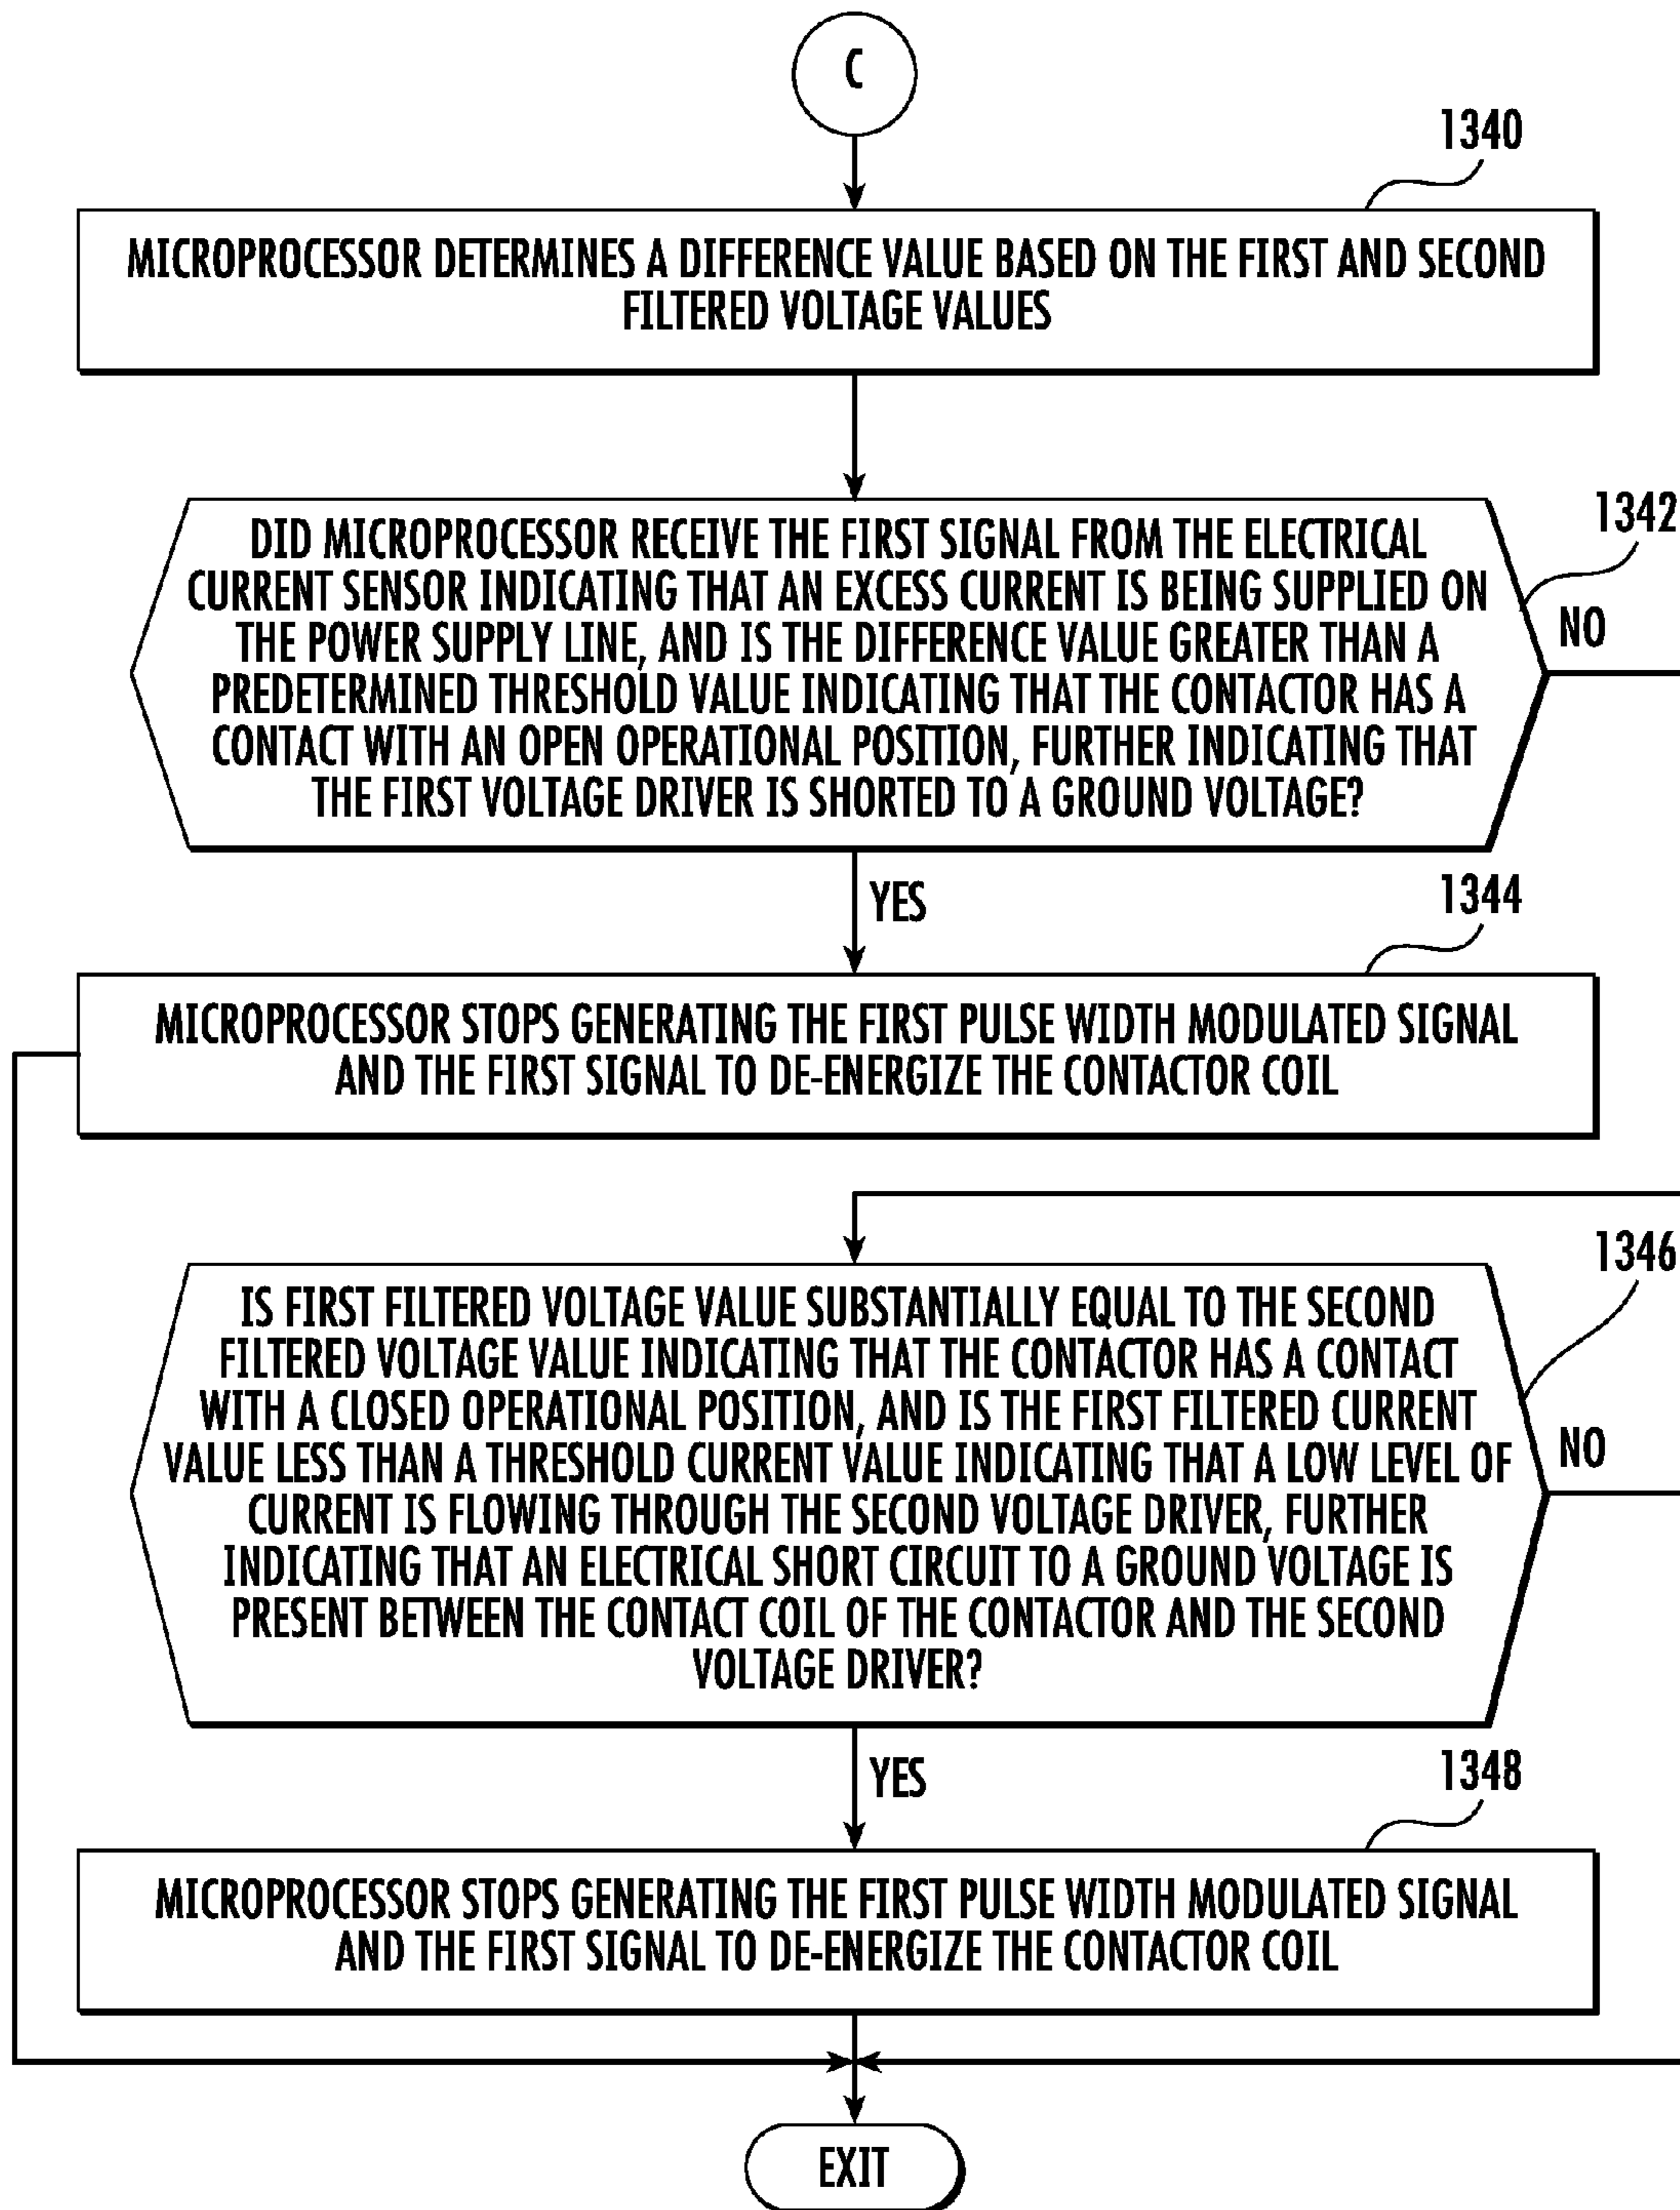 C
1340
MICROPROCESSOR DETERMINES A DIFFERENCE VALUE BASED ON THE FIRST AND SECOND
FILTERED VOLTAGE VALUES
1342
DID MICROPROCESSOR RECEIVE THE FIRST SIGNAL FROM THE ELECTRICAL
CURRENT SENSOR INDICATING THAT AN EXCESS CURRENT IS BEING SUPPLIED ON
THE POWER SUPPLY LINE, AND IS THE DIFFERENCE VALUE GREATER THAN A
PREDETERMINED THRESHOLD VALUE INDICATING THAT THE CONTACTOR HAS A
CONTACT WITH AN OPEN OPERATIONAL POSITION, FURTHER INDICATING THAT
THE FIRST VOLTAGE DRIVER IS SHORTED TO A GROUND VOLTAGE?
NO
YES
1344
MICROPROCESSOR STOPS GENERATING THE FIRST PULSE WIDTH MODULATED SIGNAL
AND THE FIRST SIGNAL TO DE-ENERGIZE THE CONTACTOR COIL
1346
IS FIRST FILTERED VOLTAGE VALUE SUBSTANTIALLY EQUAL TO THE SECOND
FILTERED VOLTAGE VALUE INDICATING THAT THE CONTACTOR HAS A CONTACT
WITH A CLOSED OPERATIONAL POSITION, AND IS THE FIRST FILTERED CURRENT
VALUE LESS THAN A THRESHOLD CURRENT VALUE INDICATING THAT A LOW LEVEL OF
CURRENT IS FLOWING THROUGH THE SECOND VOLTAGE DRIVER, FURTHER
INDICATING THAT AN ELECTRICAL SHORT CIRCUIT TO A GROUND VOLTAGE IS
PRESENT BETWEEN THE CONTACT COIL OF THE CONTACTOR AND THE SECOND
VOLTAGE DRIVER?
NO
YES
1348
MICROPROCESSOR STOPS GENERATING THE FIRST PULSE WIDTH MODULATED SIGNAL
AND THE FIRST SIGNAL TO DE-ENERGIZE THE CONTACTOR COIL
EXIT